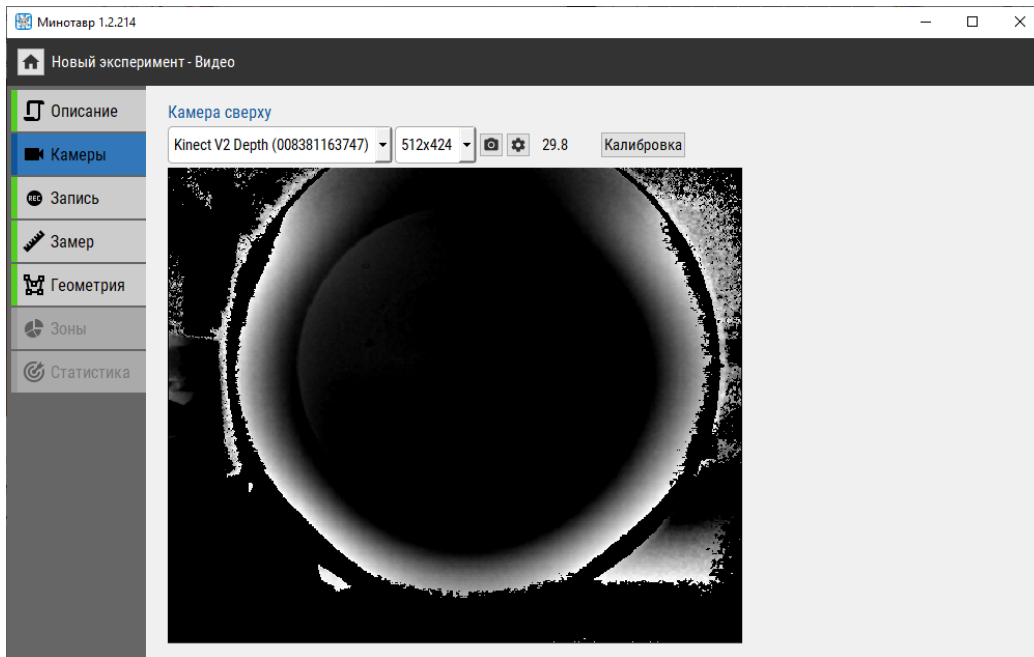 Минотавр 1.2.214
Новый эксперимент - Видео
Описание
Камеры
REC Запись
Замер
Геометрия
Зоны
Статистика
Камера сверху
Kinect V2 Depth (008381163747) 512x424 29.8 Калибровка